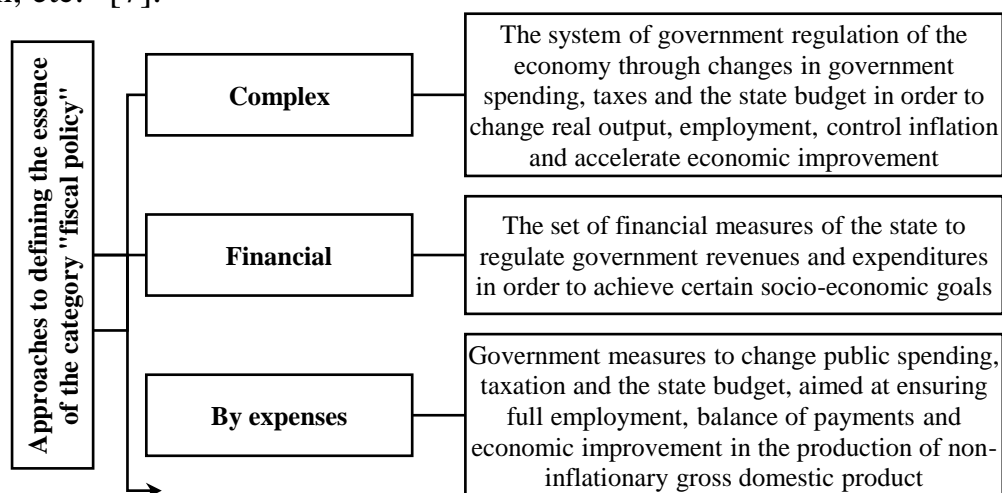 n, etc." [7].
Approaches to defining the essence
of the category "fiscal policy"
Complex
The system of government regulation of the
economy through changes in government
spending, taxes and the state budget in order to
change real output, employment, control inflation
and accelerate economic improvement
Financial
The set of financial measures of the state to
regulate government revenues and expenditures
in order to achieve certain socio-economic goals
By expenses
Government measures to change public spending,
taxation and the state budget, aimed at ensuring
full employment, balance of payments and
economic improvement in the production of non-
inflationary gross domestic product